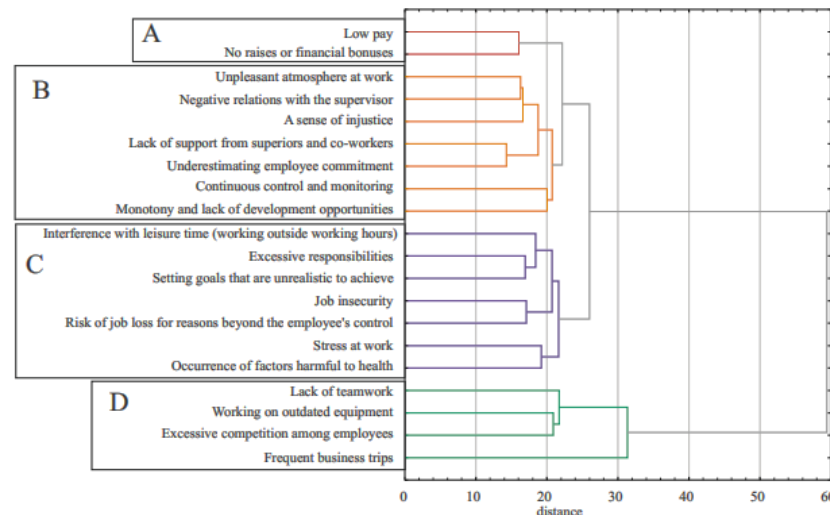 A
Low pay
No raises or financial bonuses
B
Unpleasant atmosphere at work
Negative relations with the supervisor
A sense of injustice
Lack of support from superiors and co-workers
Underestimating employee commitment
Continuous control and monitoring
Monotony and lack of development opportunities
C
Interference with leisure time (working outside working hours)
Excessive responsibilities
Setting goals that are unrealistic to achieve
Job insecurity
Risk of job loss for reasons beyond the employee's control
Stress at work
Occurrence of factors harmful to health
D
Lack of teamwork
Working on outdated equipment
Excessive competition among employees
Frequent business trips
0 10 20 30 40 50 60
distance